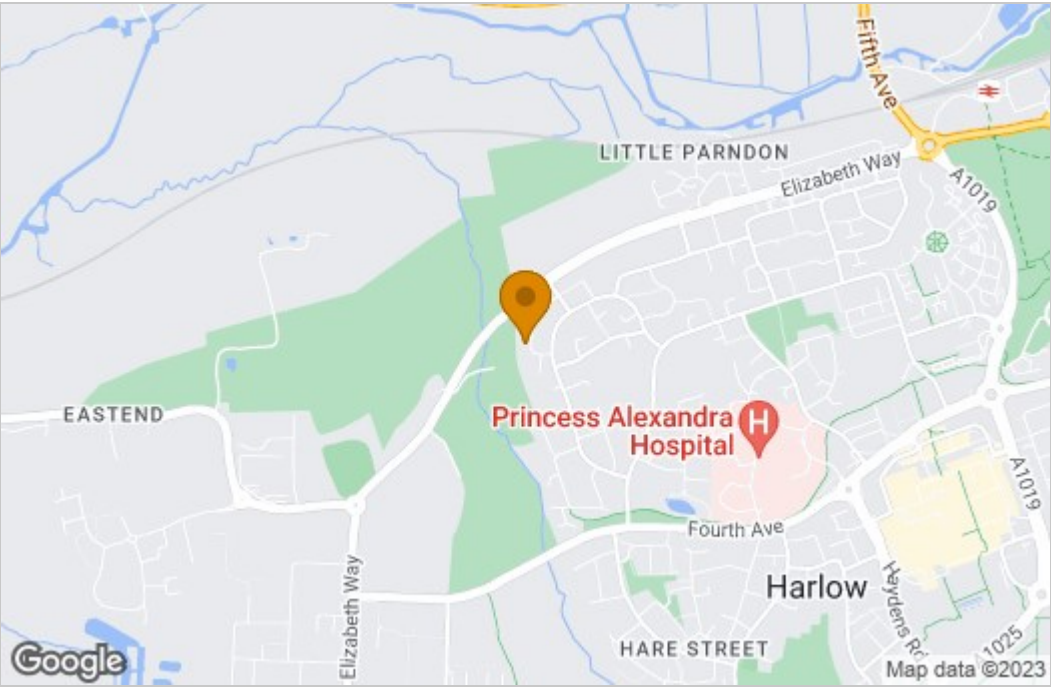 Fifth Ave
LITTLE PARNDON
Elizabeth Way
A1019
EASTEND
Princess Alexandra
Hospital
H
A1019
Fourth Ave
Elizabeth Way
Harlow
Haydens Rd
HARE STREET
A1025
Google
Map data ©2023